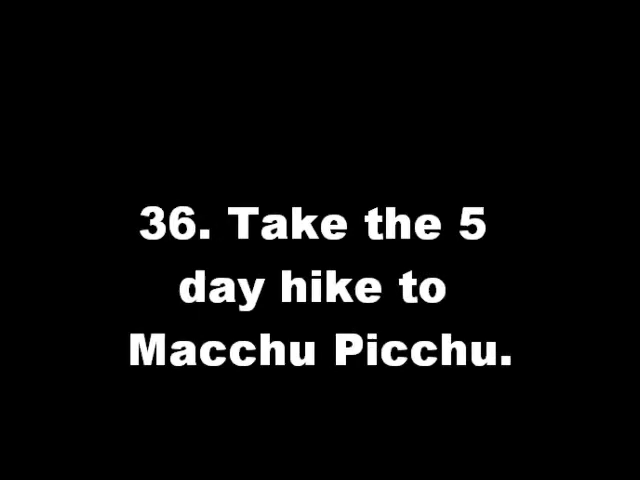 36. Take the 5
day hike to
Macchu Picchu.